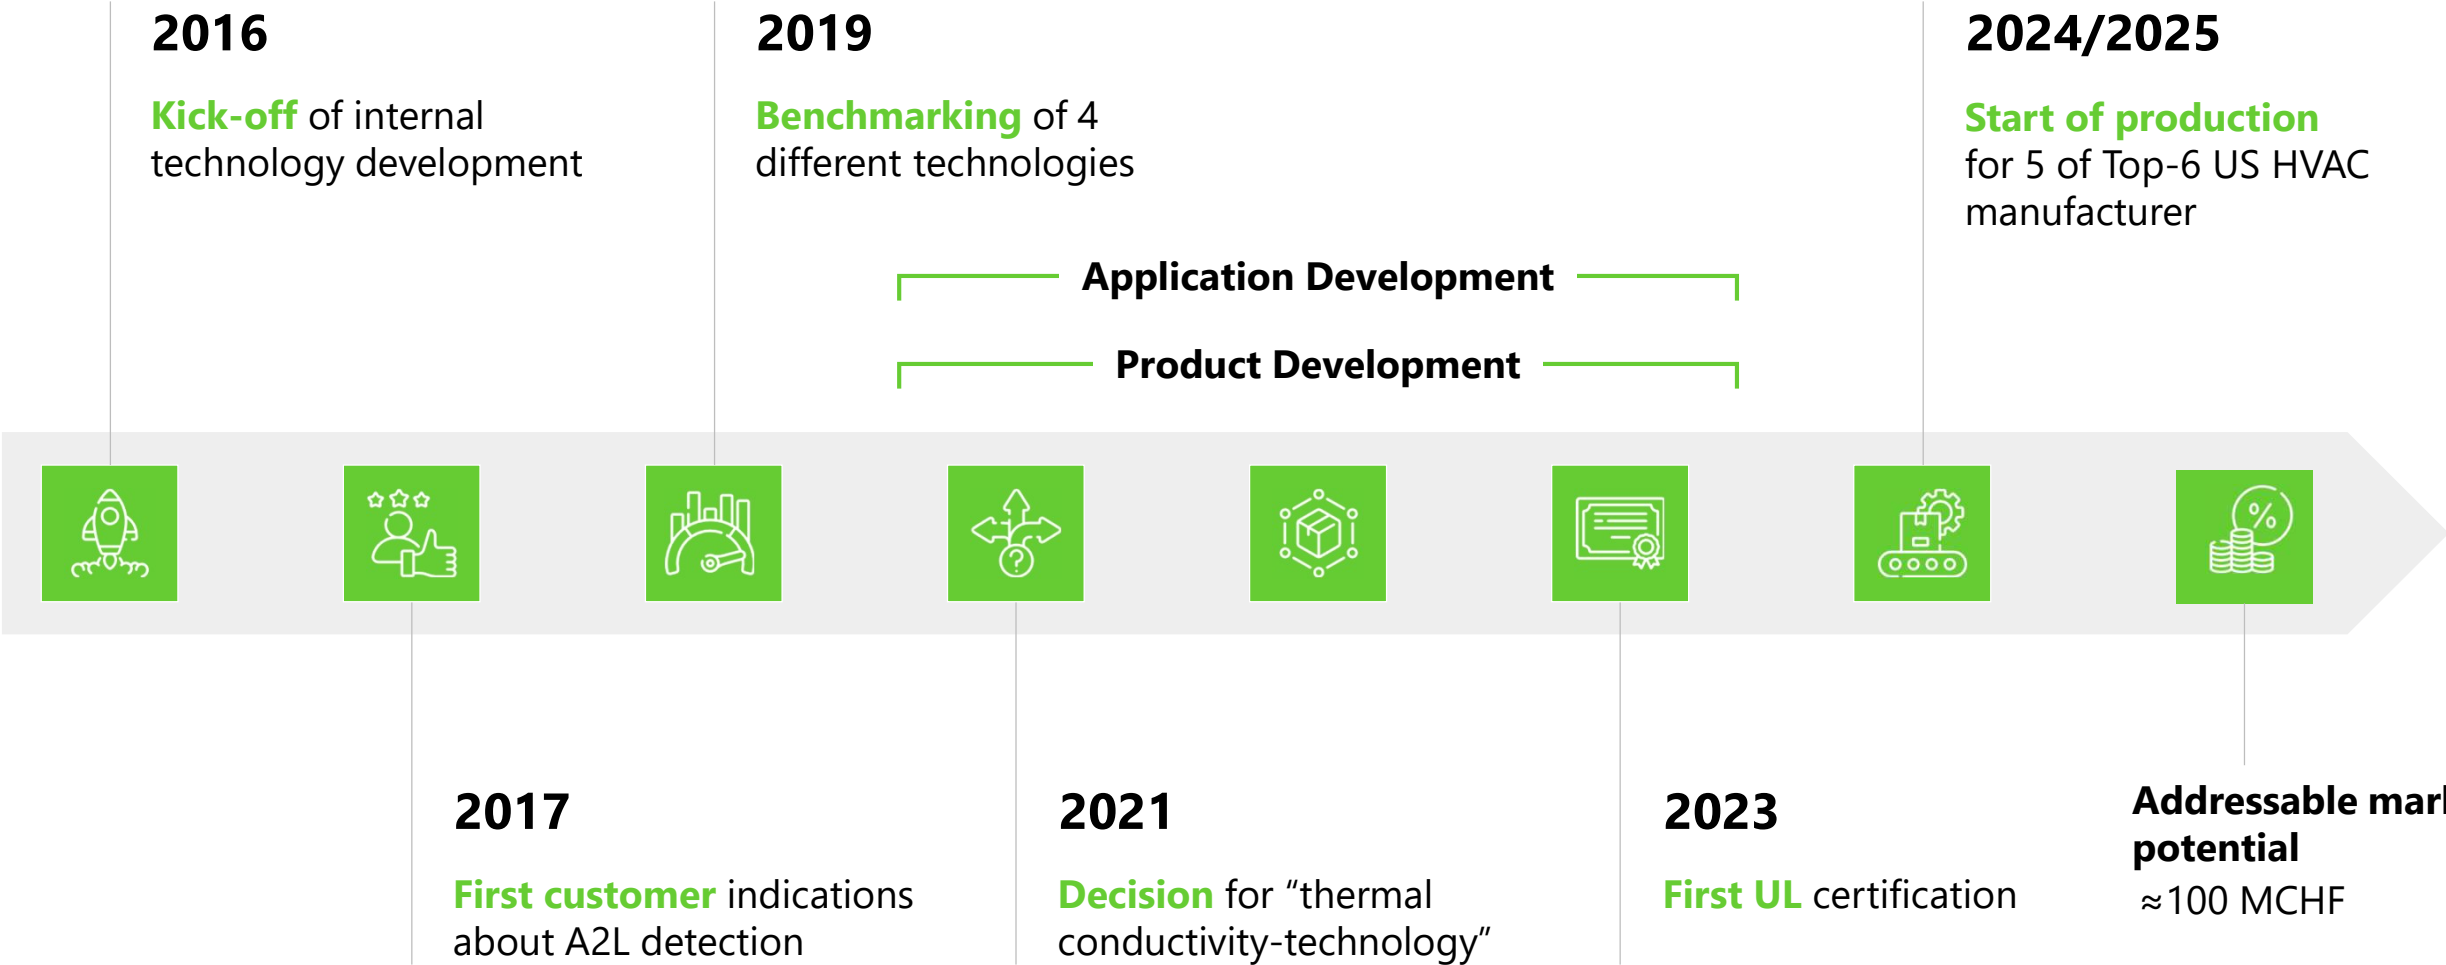 2016
Kick-off of internal
technology development
2019
Benchmarking of 4
different technologies
2024/2025
Start of production
for 5 of Top-6 US HVAC
manufacturer
Application Development
Product Development
?
%
2017
First customer indications
about A2L detection
2021
Decision for “thermal
conductivity-technology”
2023
First UL certification
Addressable
potential
≈100 MCHF